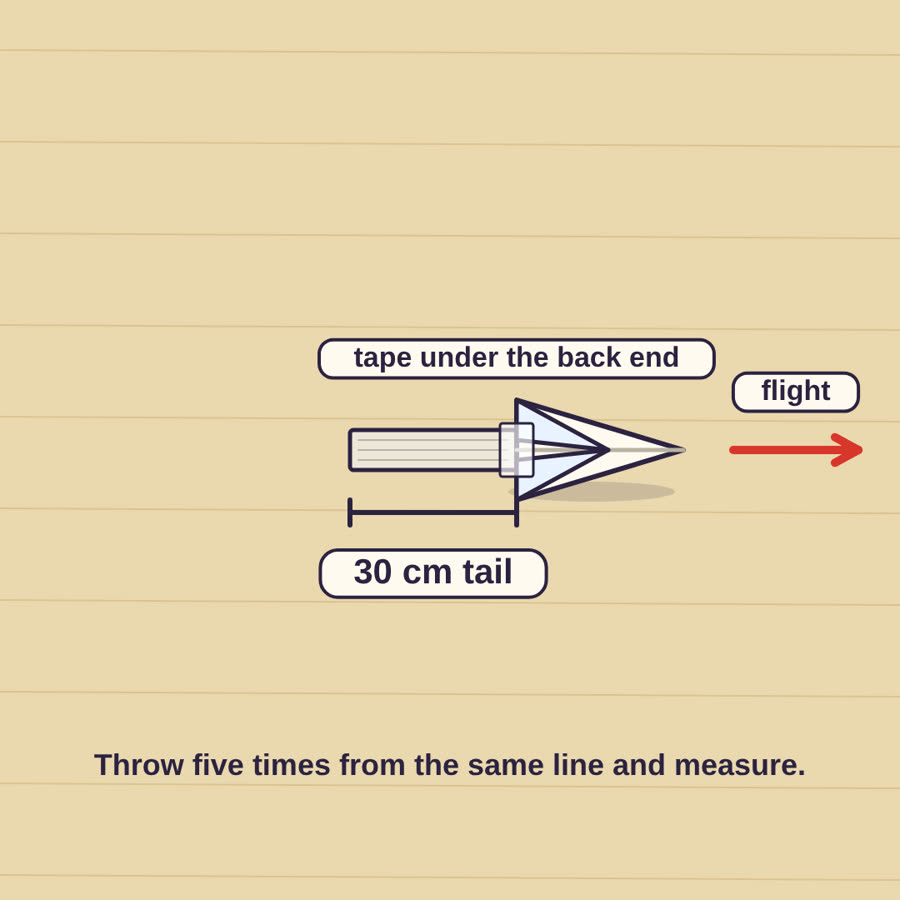 tape under the back end
flight
30 cm tail
Throw five times from the same line and measure.